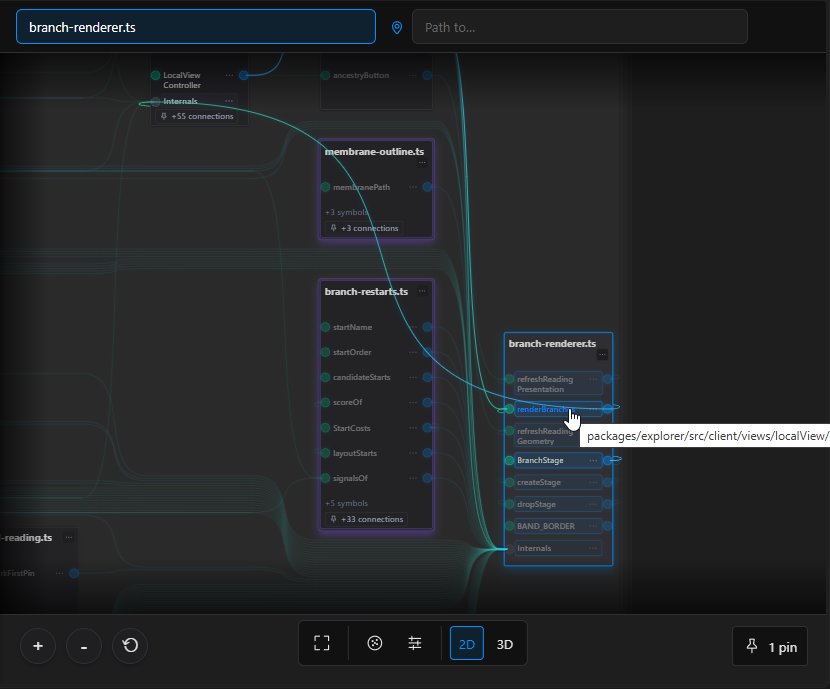 branch-renderer.ts
Path to...
LocalView
Controller
Internals
+55 connections
ancestryButton
membrane-outline.ts
membranePath
+3 symbols
+3 connections
branch-restarts.ts
startName
startOrder
candidateStarts
scoreOf
StartCosts
layoutStarts
signalsOf
+5 symbols
+33 connections
branch-renderer.ts
refreshReading
Presentation
refreshReading
Geometry
packages/explorer/src/client/views/localView/
BranchStage
createStage
dropStage
BAND_BORDER
Internals
-reading.ts
rkFirstPin
+
-
2D
3D
1 pin